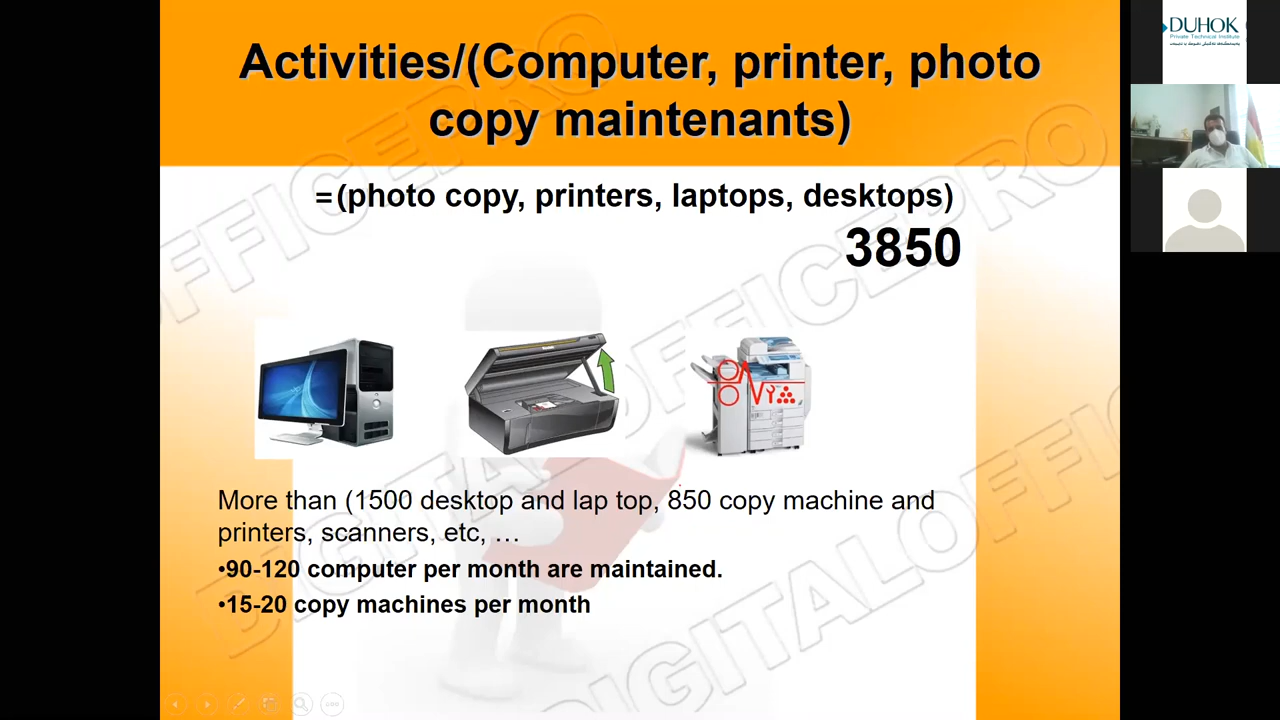 Activities/(Computer, printer, photo
copy maintenants)
=(photo copy, printers, laptops, desktops)
3850
More than (1500 desktop and lap top, 850 copy machine and
printers, scanners, etc, …
•90-120 computer per month are maintained.
•15-20 copy machines per month
DIGITALOFFICEPRO
DIGITALOFFICEPRO
DUHOK
Private Technical Institute